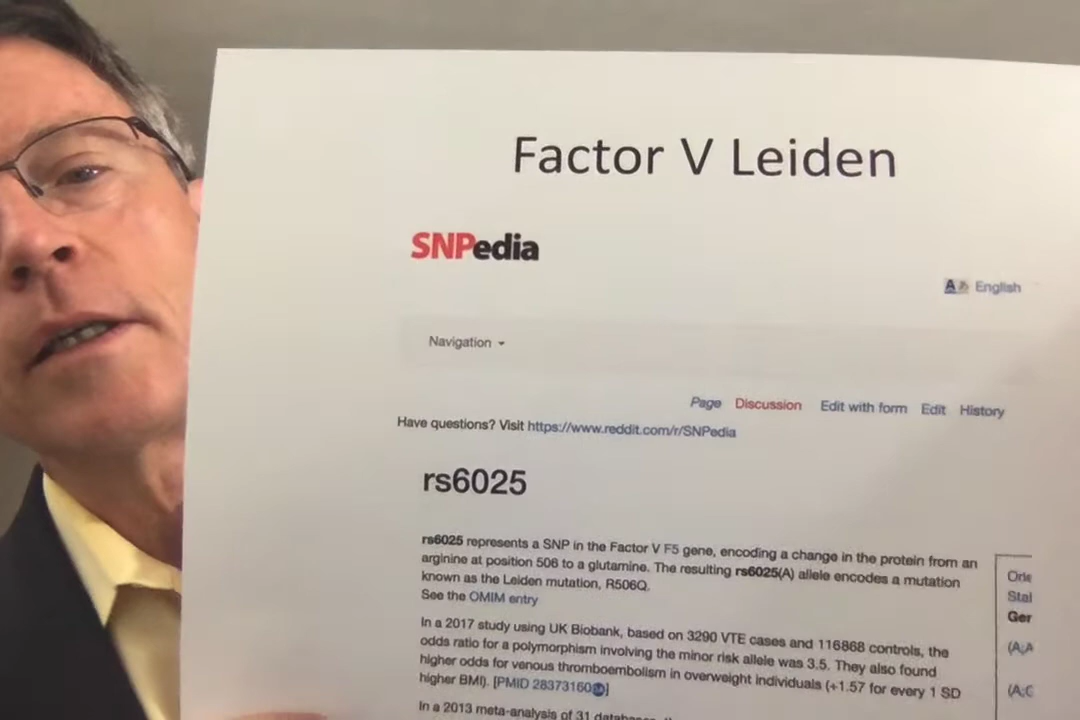 Factor V Leiden
SNPedia
English
Navigation
Page Discussion Edit with form Edit History
Have questions? Visit https://www.reddit.com/r/SNPedia
rs6025
rs6025 represents a SNP in the Factor V F5 gene, encoding a change in the protein from an
arginine at position 506 to a glutamine. The resulting rs6025(A) allele encodes a mutation
known as the Leiden mutation, R506Q.
See the OMIM entry
In a 2017 study using UK Biobank, based on 3290 VTE cases and 116868 controls, the
odds ratio for a polymorphism involving the minor risk allele was 3.5. They also found
higher odds for venous thromboembolism in overweight individuals (+1.57 for every 1 SD
higher BMI). [PMID 28373160]
Ger
(A;A
In a 2013 meta-analysis of 31